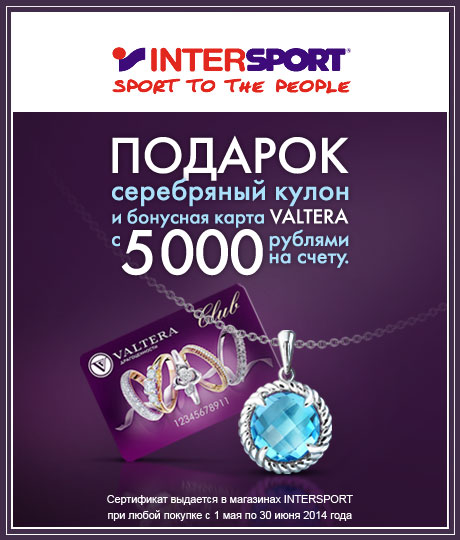 INTERSPORT
SPORT TO THE PEOPLE
ПОДАРОК
серебряный кулон
и бонусная карта VALTERA
с 5000 рублями
на счету.
Club
VALTERA
ДРАГОЦЕННОСТИ
12345678911
Сертификат выдается в магазинах INTERSPORT
при любой покупке с 1 мая по 30 июня 2014 года